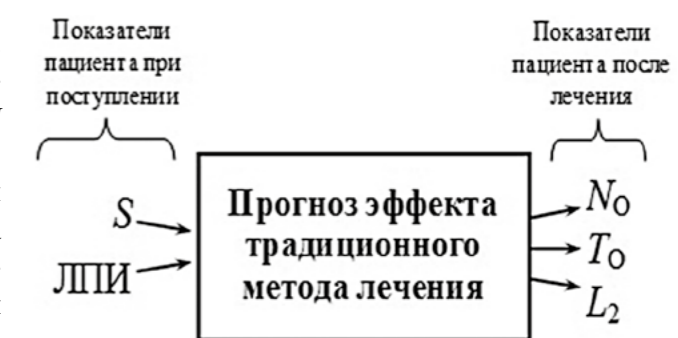 Показатели
пациента при
поступлении
Показатели
пациента после
лечения
S
ЛПИ
Прогноз эффекта
традиционного
метода лечения
N₀
T₀
L₂